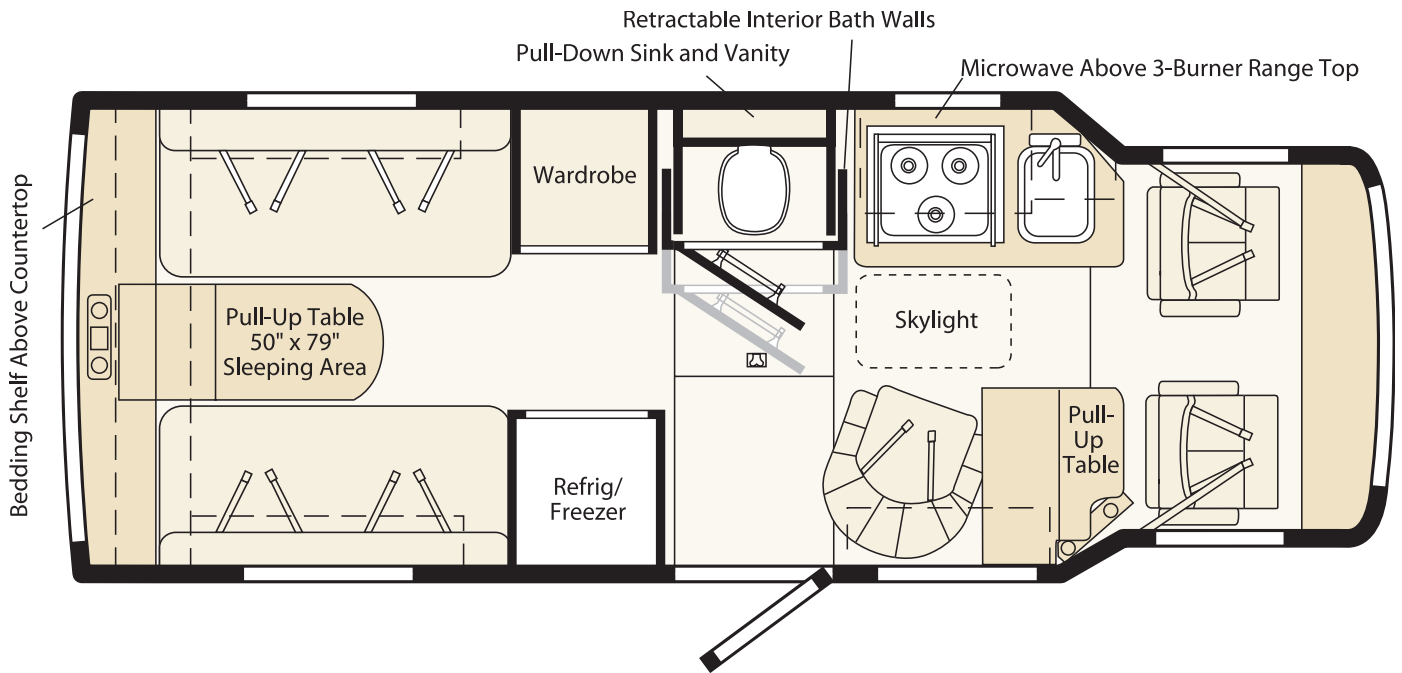 Retractable Interior Bath Walls
Pull-Down Sink and Vanity
Microwave Above 3-Burner Range Top
Wardrobe
Bedding Shelf Above Countertop
Pull-Up Table
50" x 79"
Sleeping Area
Skylight
Pull-
Up
Table
Refrig/
Freezer